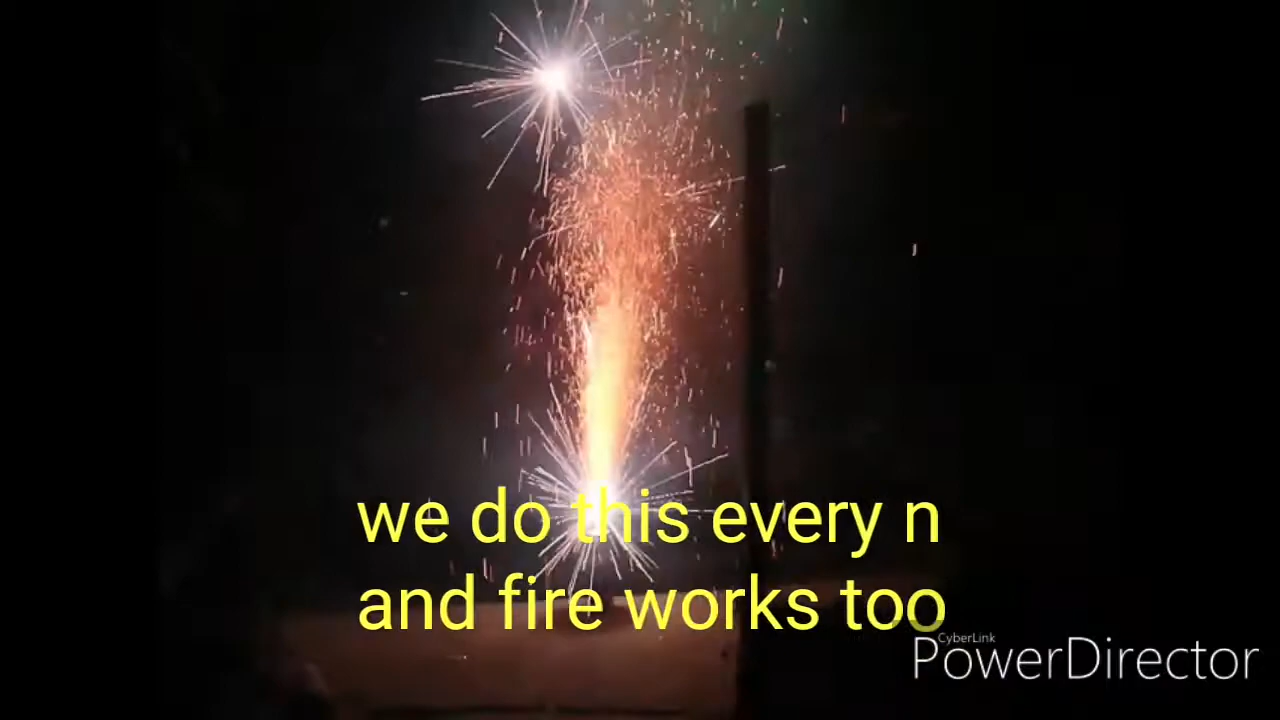 we do this every n
and fire works too
CyberLink
PowerDirector